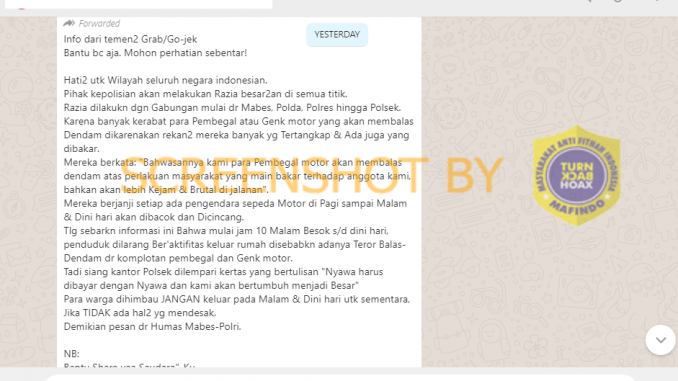 Forwarded
YESTERDAY
Info dari temen2 Grab/Go-jek
Bantu bc aja. Mohon perhatian sebentar!
Hati2 utk Wilayah seluruh negara indonesian.
Pihak kepolisian akan melakukan Razia besar2an di semua titik.
Razia dilakukn dgn Gabungan mulai dr Mabes, Polda, Polres hingga Polsek.
Karena banyak kerabat para Pembegal atau Genk motor yang akan membalas
Dendam dikarenakan rekan2 mereka banyak yg Tertangkap & Ada juga yang
dibakar.
Mereka berkata: "Bahwasannya kami para Pembegal motor akan membalas
dendam atas perlakuan masyarakat yang main bakar terhadap anggota kami,
bahkan akan lebih Kejam & Brutal di jalanan".
Mereka berjanji setiap ada pengendara sepeda Motor di Pagi sampai Malam
& Dini hari akan dibacok dan Dicincang.
Tlg sebarkn informasi ini Bahwa mulai jam 10 Malam Besok s/d dini hari,
penduduk dilarang Ber'aktifitas keluar rumah disebabkn adanya Teror Balas-
Dendam dr komplotan pembegal dan Genk motor.
Tadi siang kantor Polsek dilempari kertas yang bertulisan "Nyawa harus
dibayar dengan Nyawa dan kami akan bertumbuh menjadi Besar"
Para warga dihimbau JANGAN keluar pada Malam & Dini hari utk sementara,
Jika TIDAK ada hal2 yg mendesak.
Demikian pesan dr Humas Mabes-Polri.
NB:
SCREENSHOT BY
MASYARAKAT ANTI FITNAH INDONESIA
TURN
BACK
HOAX
MAFINDO